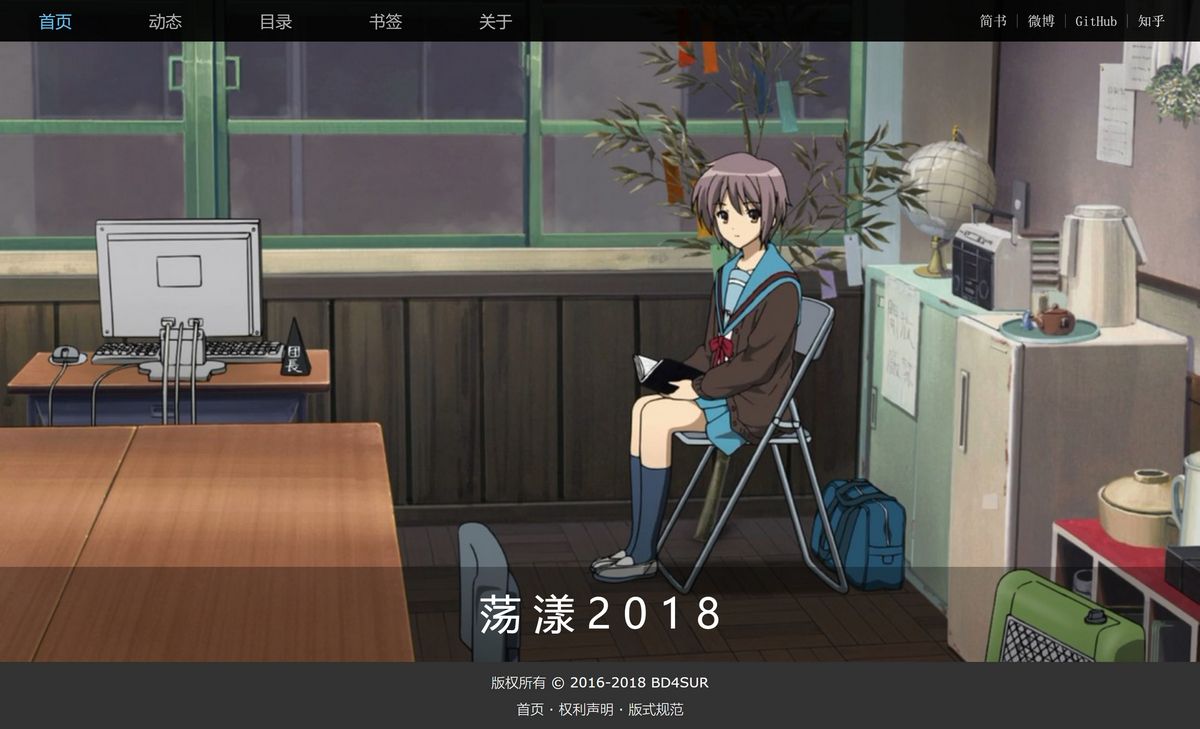 首页 动态 目录 书签 关于 简书 | 微博 | GitHub | 知乎
団長
荡漾2018
版权所有 © 2016-2018 BD4SUR
首页 · 权利声明 · 版式规范